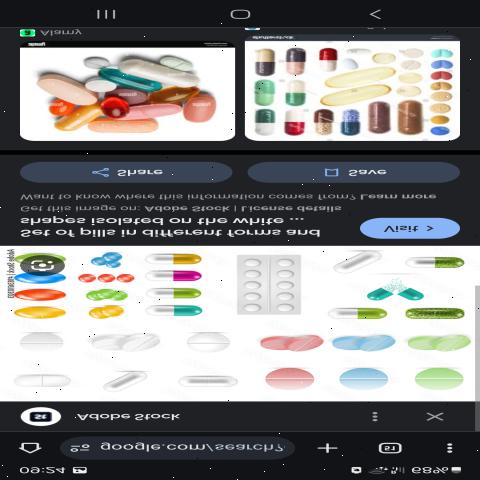 09:24 68%
google.com/search? 51
St Adobe Stock
Set of pills in different forms and
shapes isolated on the white ...
Visit >
Get this image on: Adobe Stock | License details
Want to know where this information comes from? Learn more
Share Save
Alamy